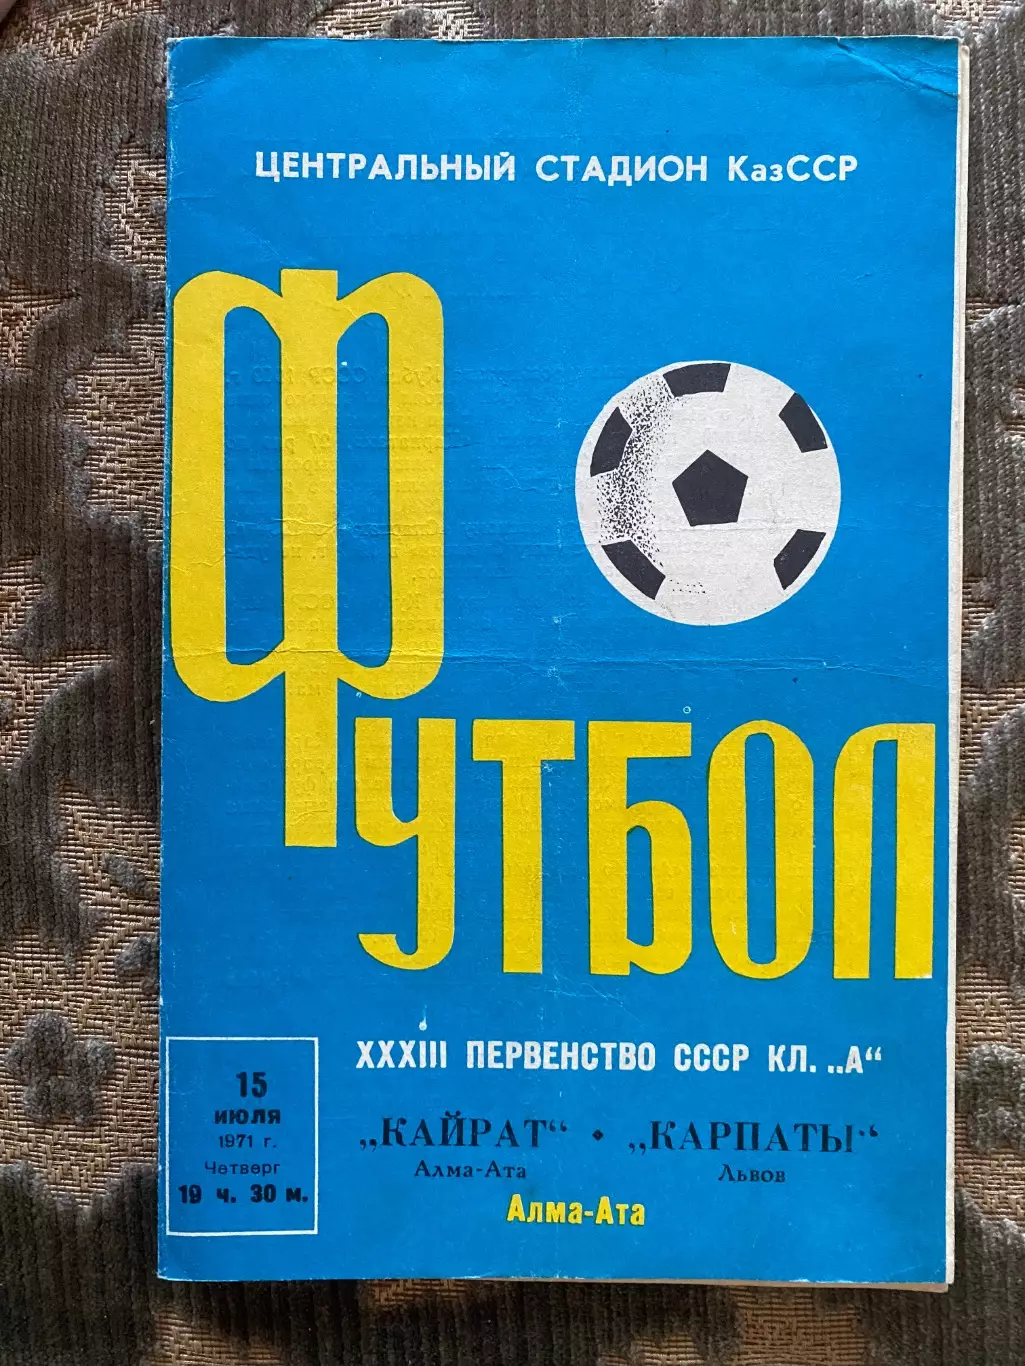 ЦЕНТРАЛЬНЫЙ СТАДИОН КазССР
ФУТБОЛ
XXXIII ПЕРВЕНСТВО СССР КЛ. „А“
15
ИЮЛЯ
1971 г.
Четверг
19 ч. 30 м.
„КАЙРАТ“ • „КАРПАТЫ“
Алма-Ата Львов
Алма-Ата